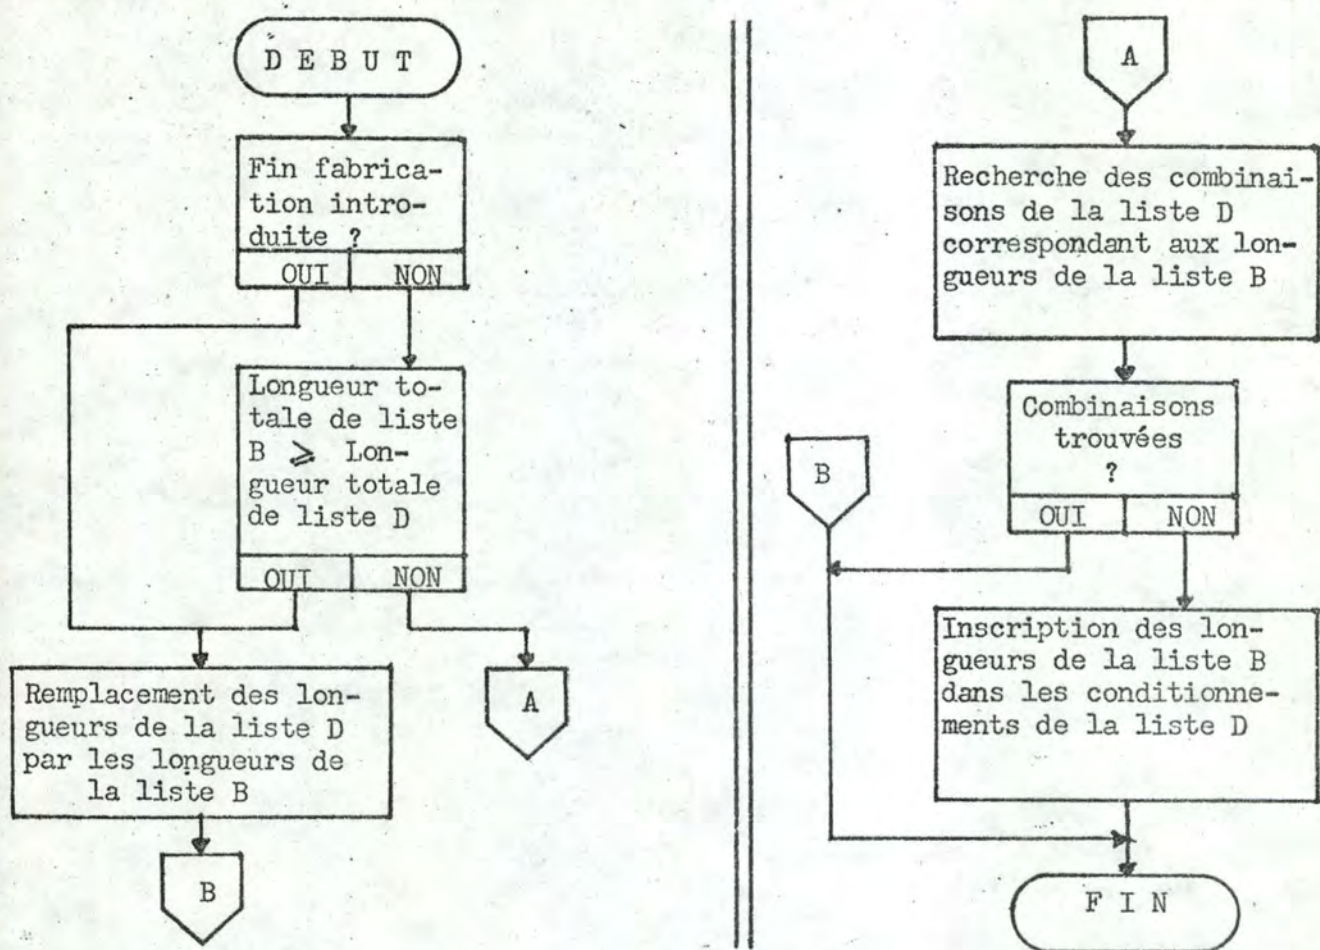 D E B U T
Fin fabrica-
tion intro-
duite ?
OUI NON
Longueur to-
tale de liste
B ⩾ Lon-
gueur totale
de liste D
OUI NON
Remplacement des lon-
gueurs de la liste D
par les longueurs de
la liste B
A
B
A
Recherche des combinai-
sons de la liste D
correspondant aux lon-
gueurs de la liste B
Combinaisons
trouvées
?
OUI NON
B
Inscription des lon-
gueurs de la liste B
dans les conditionne-
ments de la liste D
F I N